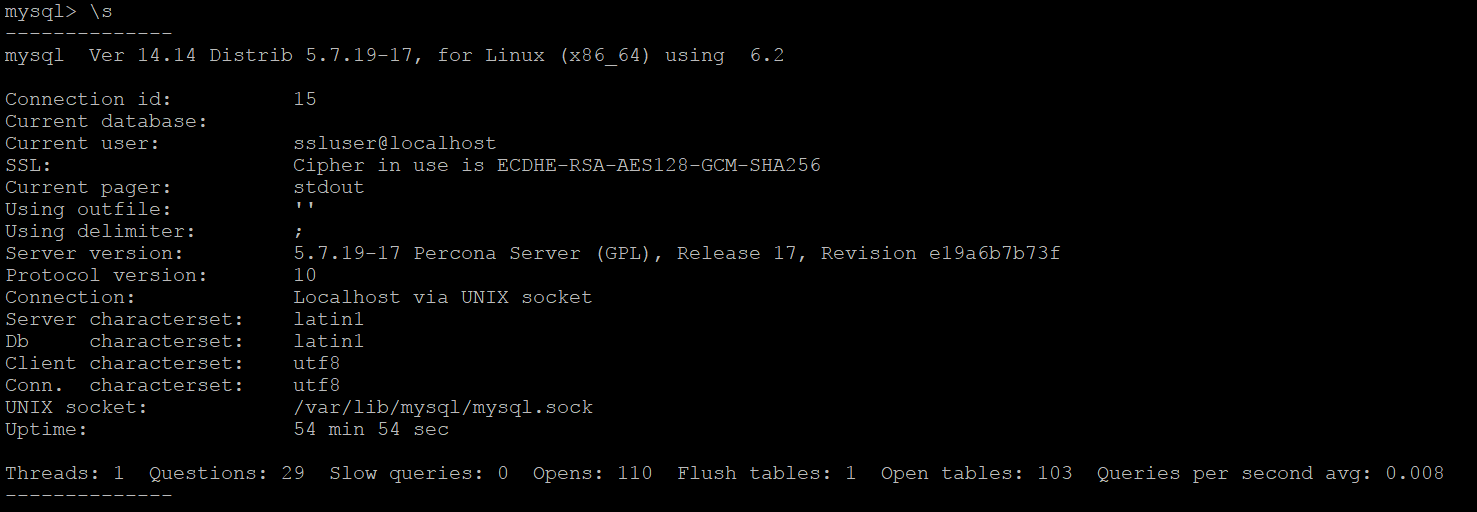 mysql> \s
--------------
mysql  Ver 14.14 Distrib 5.7.19-17, for Linux (x86_64) using  6.2

Connection id:          15
Current database:
Current user:           ssluser@localhost
SSL:                    Cipher in use is ECDHE-RSA-AES128-GCM-SHA256
Current pager:          stdout
Using outfile:          ''
Using delimiter:        ;
Server version:         5.7.19-17 Percona Server (GPL), Release 17, Revision e19a6b7b73f
Protocol version:       10
Connection:             Localhost via UNIX socket
Server characterset:    latin1
Db     characterset:    latin1
Client characterset:    utf8
Conn.  characterset:    utf8
UNIX socket:            /var/lib/mysql/mysql.sock
Uptime:                 54 min 54 sec

Threads: 1  Questions: 29  Slow queries: 0  Opens: 110  Flush tables: 1  Open tables: 103  Queries per second avg: 0.008
--------------